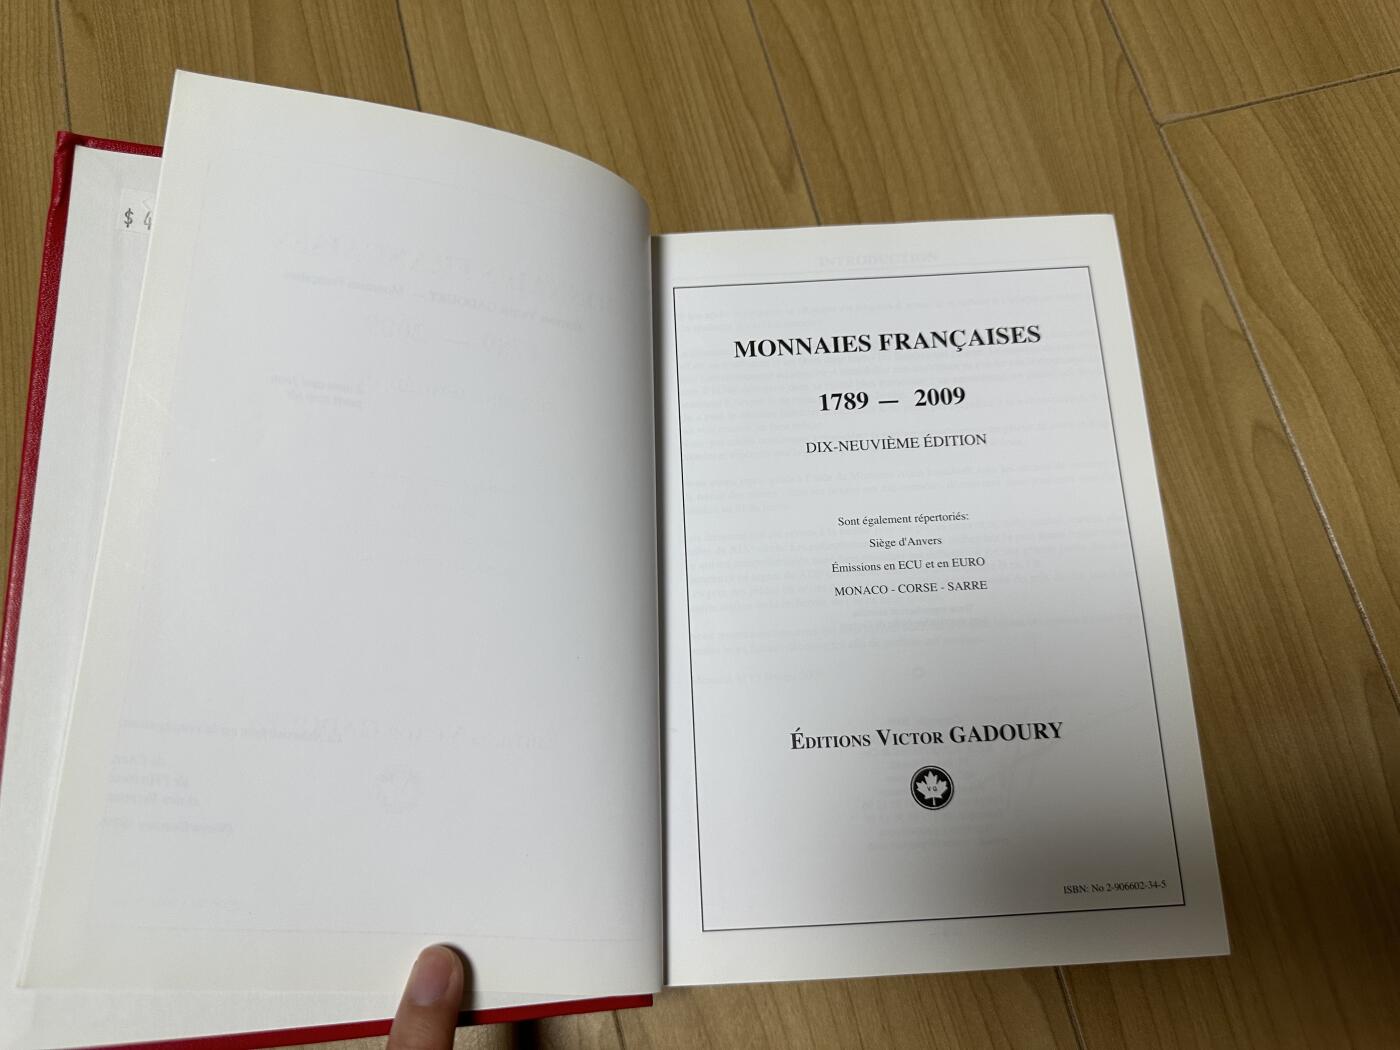 $ 4
MONNAIES FRANÇAISES
1789 — 2009
DIX-NEUVIÈME ÉDITION
Sont également répertoriés:
Siège d'Anvers
Émissions en ECU et en EURO
MONACO - CORSE - SARRE
ÉDITIONS VICTOR GADOURY
VG
ISBN: No 2-906602-34-5